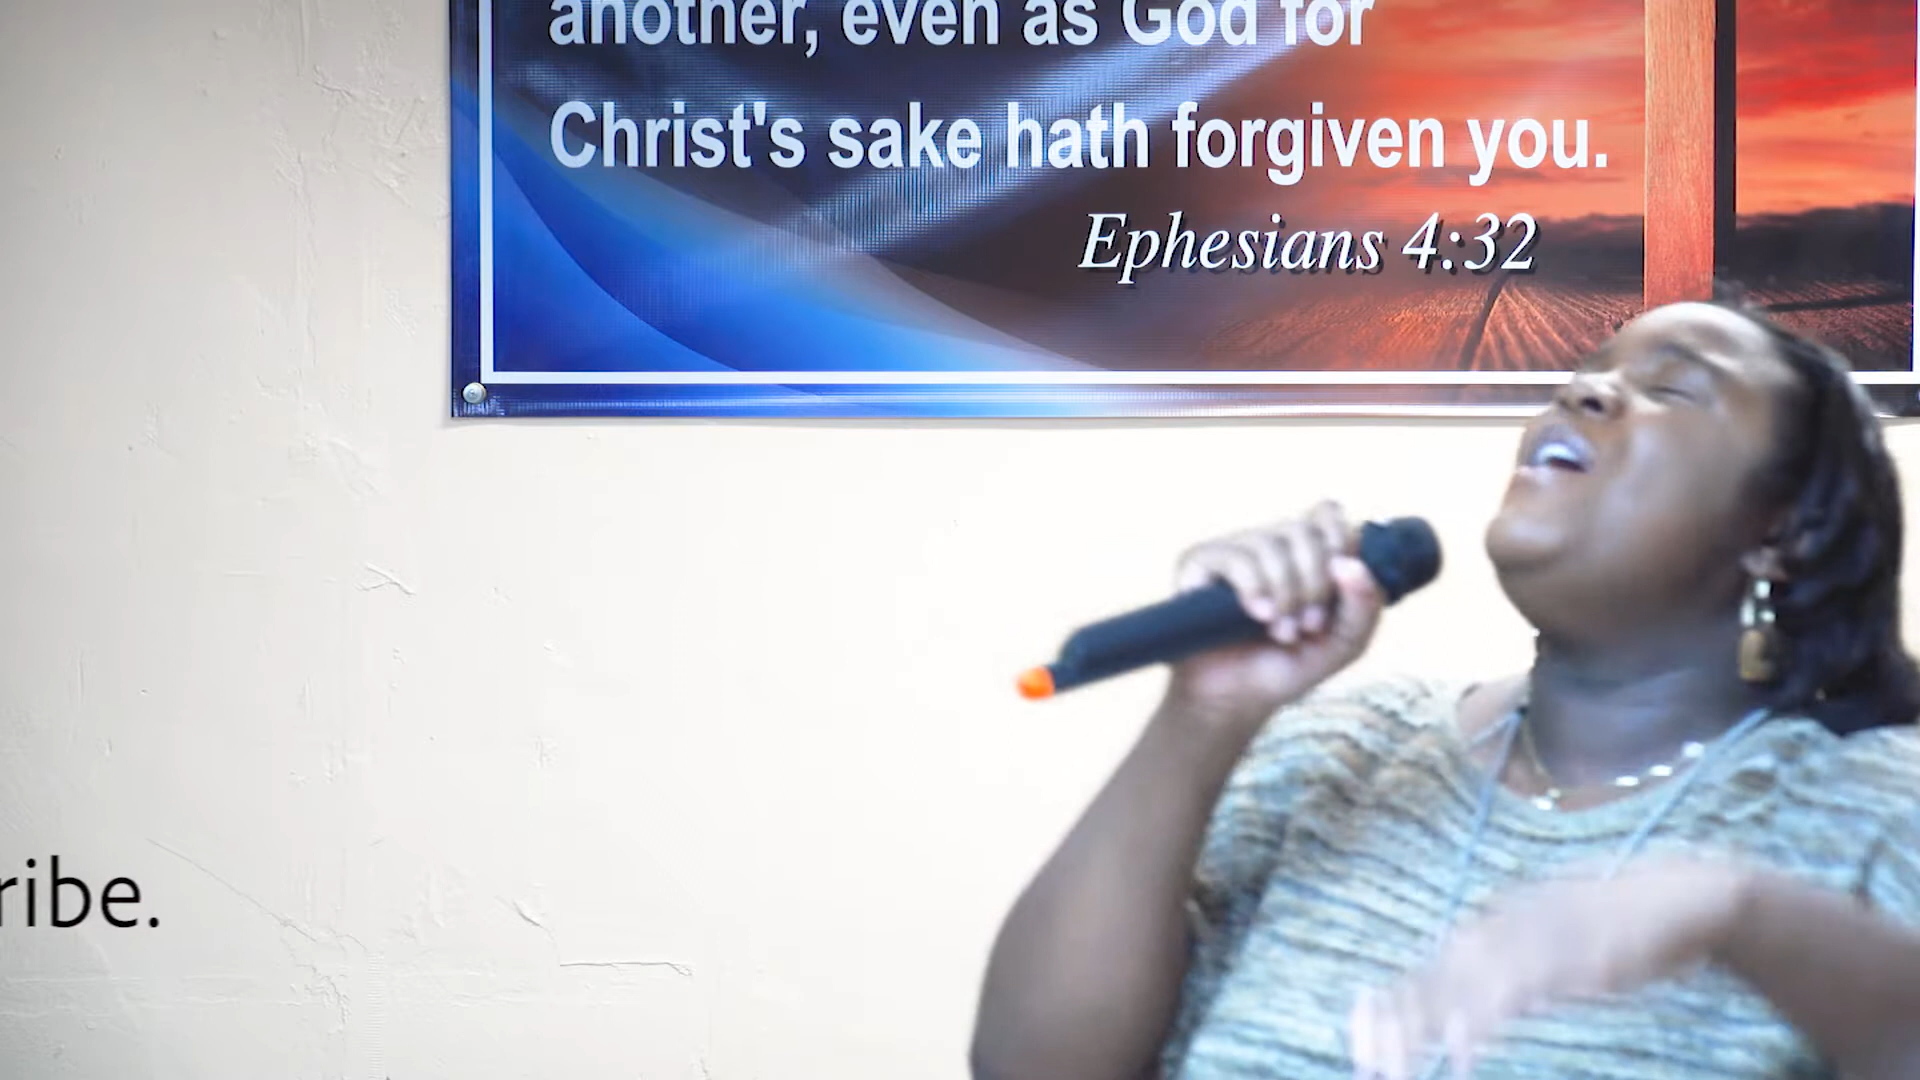 another, even as God for
Christ's sake hath forgiven you.
Ephesians 4:32
ribe.